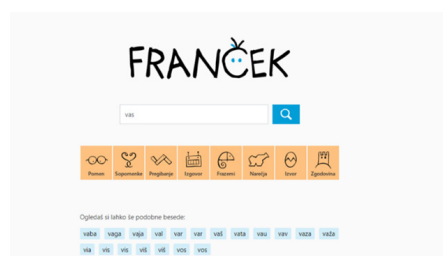 FRANČEK
vas
Pomen Sopomenke Pregibanje Izgovor Frazemi Narečja Izvor Zgodovina
Ogledaš si lahko še podobne besede:
vaba vaga vaja val var var vaš vata vau vav vaza važa
via vis vis viš viš vos vos